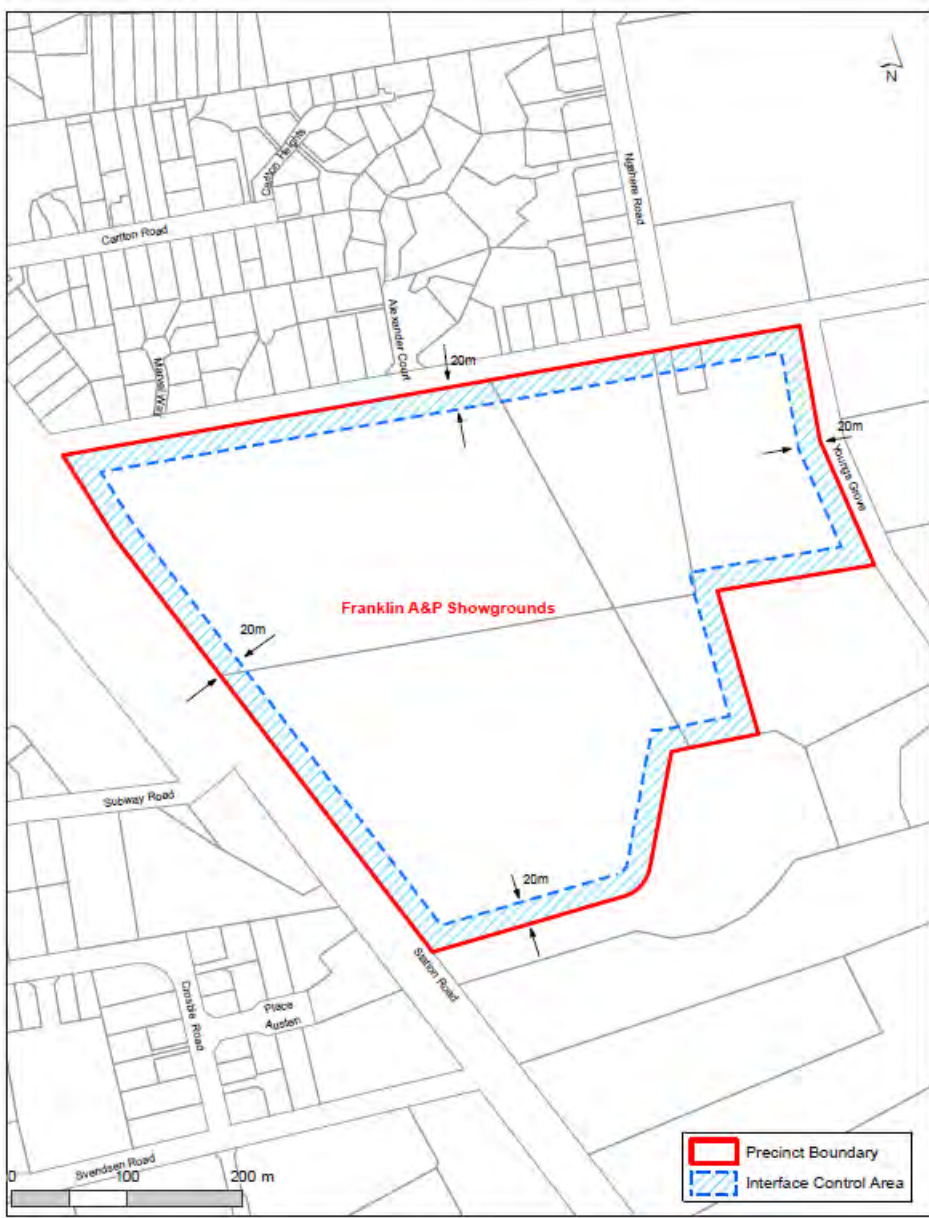 N
Ngahere Road
Carlton Heights
Carlton Road
Alexander Court
Manvel Way
20m
20m
Youngs Grove
Franklin A&P Showgrounds
20m
Subway Road
20m
Station Road
Crosbie Road
Place
Austen
Svendsen Road
0 100 200 m
Precinct Boundary
Interface Control Area